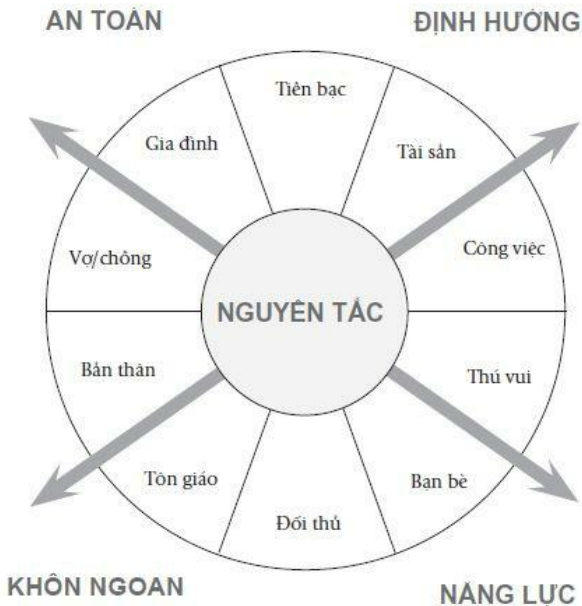 AN TOÀN
ĐỊNH HƯỚNG
Tiền bạc
Gia đình
Tài sản
Vợ/chồng
Công việc
NGUYÊN TẮC
Bản thân
Thú vui
Tôn giáo
Bạn bè
Đối thủ
KHÔN NGOAN
NĂNG LỰC